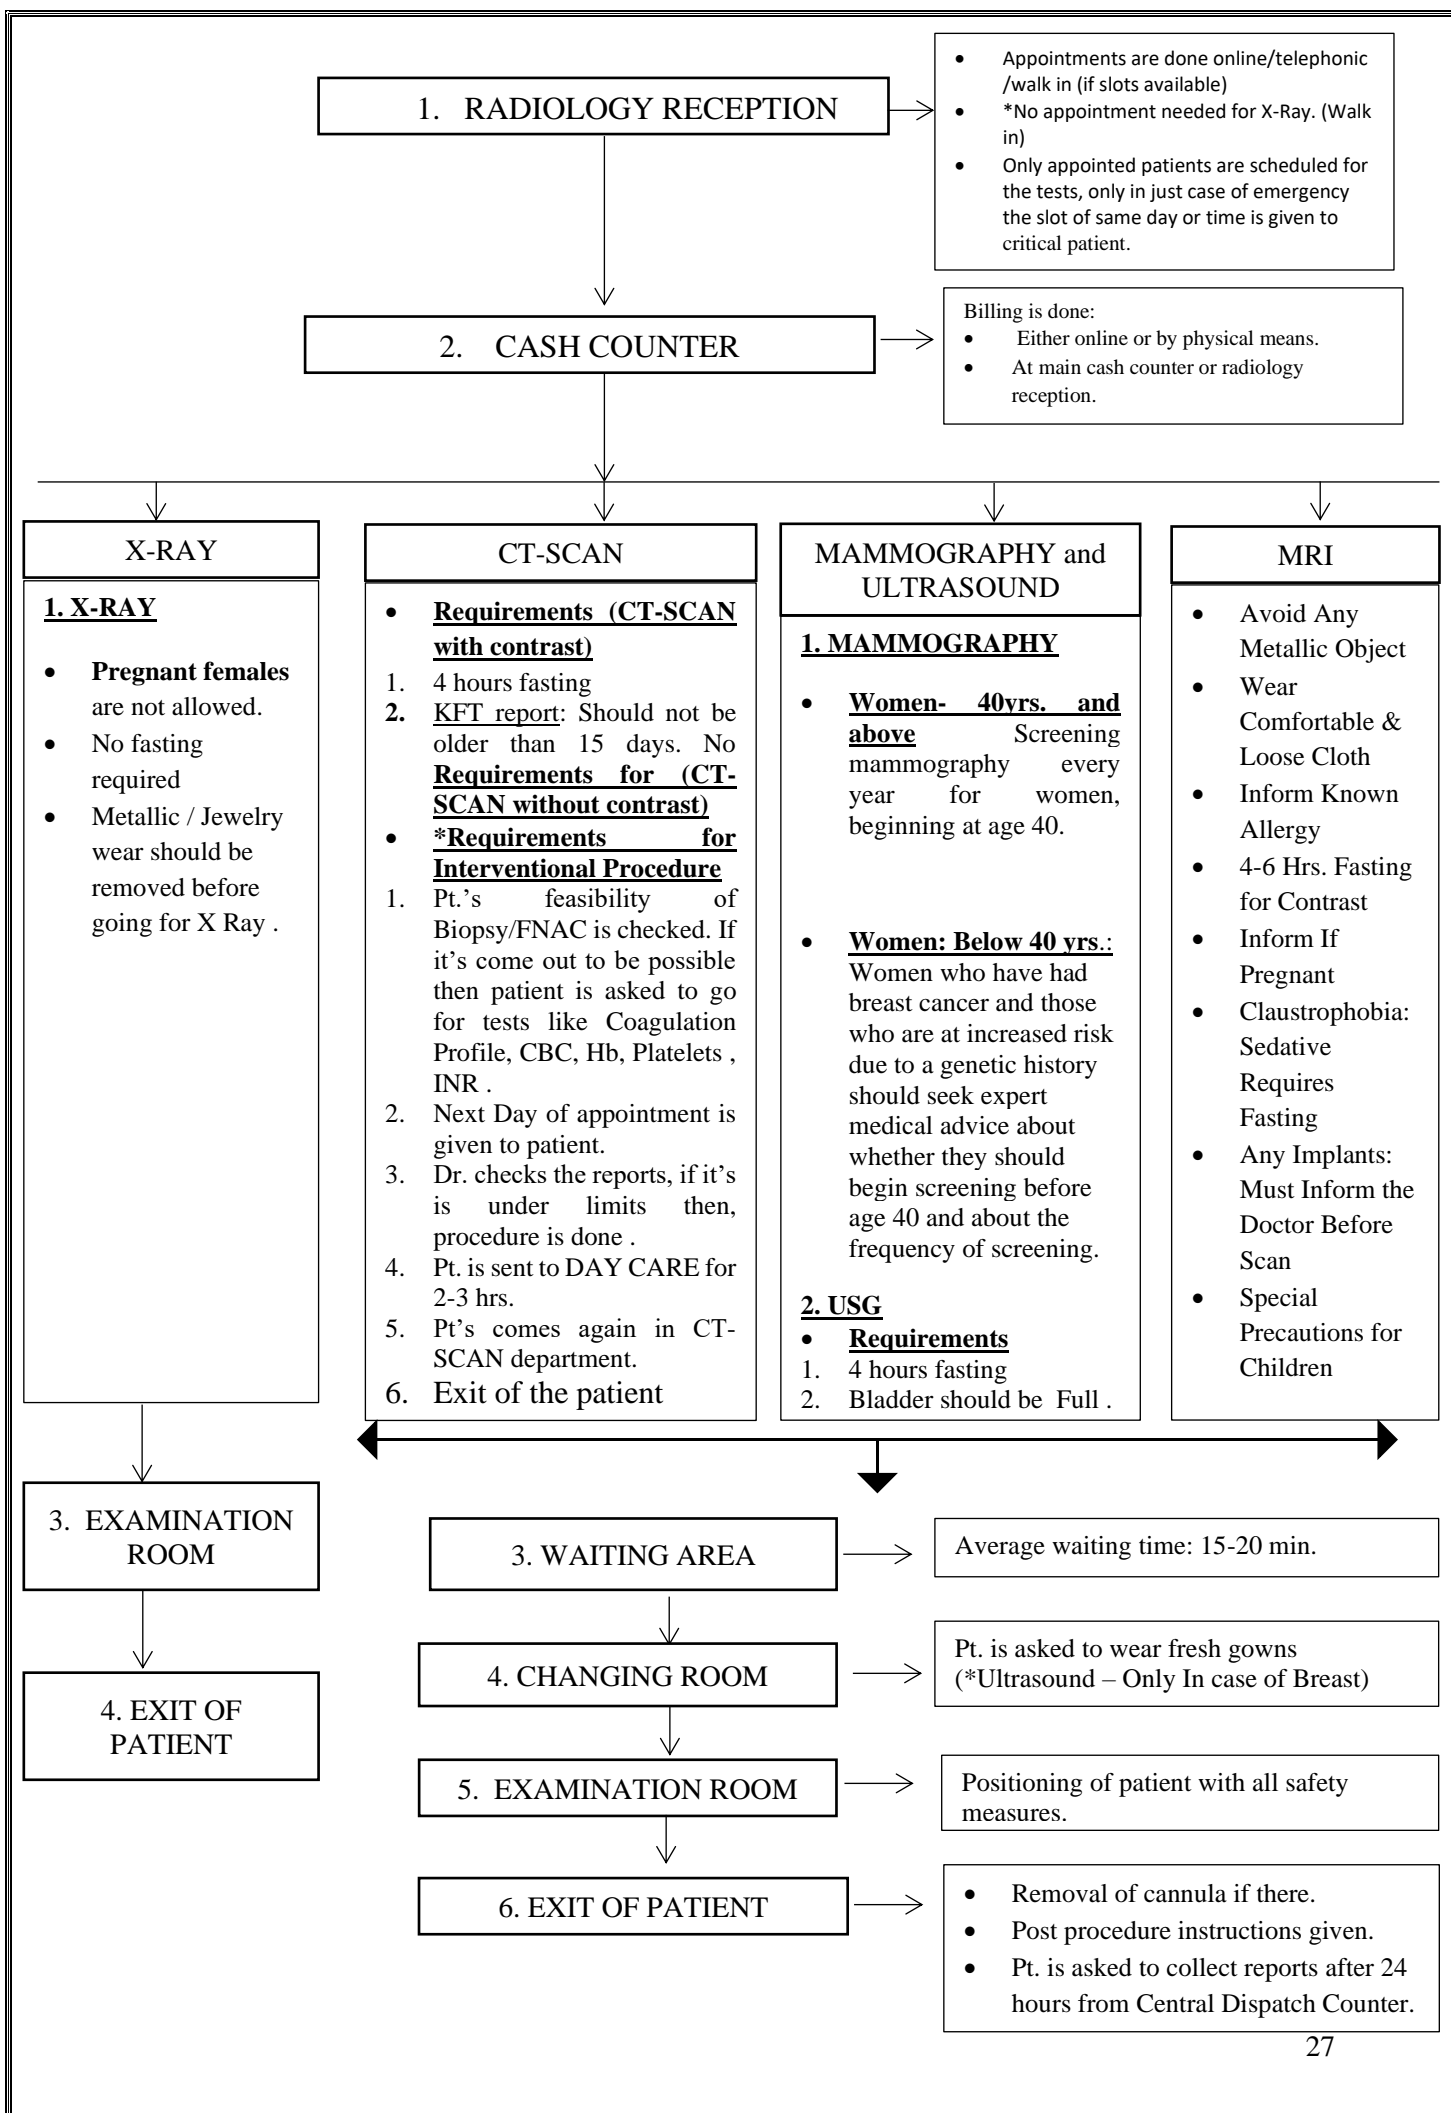 1. RADIOLOGY RECEPTION
• Appointments are done online/telephonic
/walk in (if slots available)
• *No appointment needed for X-Ray. (Walk
in)
• Only appointed patients are scheduled for
the tests, only in just case of emergency
the slot of same day or time is given to
critical patient.
2. CASH COUNTER
Billing is done:
• Either online or by physical means.
• At main cash counter or radiology
reception.
X-RAY
1. X-RAY
• Pregnant females
are not allowed.
• No fasting
required
• Metallic / Jewelry
wear should be
removed before
going for X Ray .
CT-SCAN
• Requirements (CT-SCAN
with contrast)
1. 4 hours fasting
2. KFT report: Should not be
older than 15 days. No
Requirements for (CT-
SCAN without contrast)
• *Requirements for
Interventional Procedure
1. Pt.’s feasibility of
Biopsy/FNAC is checked. If
it’s come out to be possible
then patient is asked to go
for tests like Coagulation
Profile, CBC, Hb, Platelets ,
INR .
2. Next Day of appointment is
given to patient.
3. Dr. checks the reports, if it’s
is under limits then,
procedure is done .
4. Pt. is sent to DAY CARE for
2-3 hrs.
5. Pt’s comes again in CT-
SCAN department.
6. Exit of the patient
MAMMOGRAPHY and
ULTRASOUND
1. MAMMOGRAPHY
• Women- 40yrs. and
above Screening
mammography every
year for women,
beginning at age 40.
• Women: Below 40 yrs.:
Women who have had
breast cancer and those
who are at increased risk
due to a genetic history
should seek expert
medical advice about
whether they should
begin screening before
age 40 and about the
frequency of screening.
2. USG
• Requirements
1. 4 hours fasting
2. Bladder should be Full .
MRI
• Avoid Any
Metallic Object
• Wear
Comfortable &
Loose Cloth
• Inform Known
Allergy
• 4-6 Hrs. Fasting
for Contrast
• Inform If
Pregnant
• Claustrophobia:
Sedative
Requires
Fasting
• Any Implants:
Must Inform the
Doctor Before
Scan
• Special
Precautions for
Children
3. EXAMINATION
ROOM
4. EXIT OF
PATIENT
3. WAITING AREA
Average waiting time: 15-20 min.
4. CHANGING ROOM
Pt. is asked to wear fresh gowns
(*Ultrasound – Only In case of Breast)
5. EXAMINATION ROOM
Positioning of patient with all safety
measures.
6. EXIT OF PATIENT
• Removal of cannula if there.
• Post procedure instructions given.
• Pt. is asked to collect reports after 24
hours from Central Dispatch Counter.
27